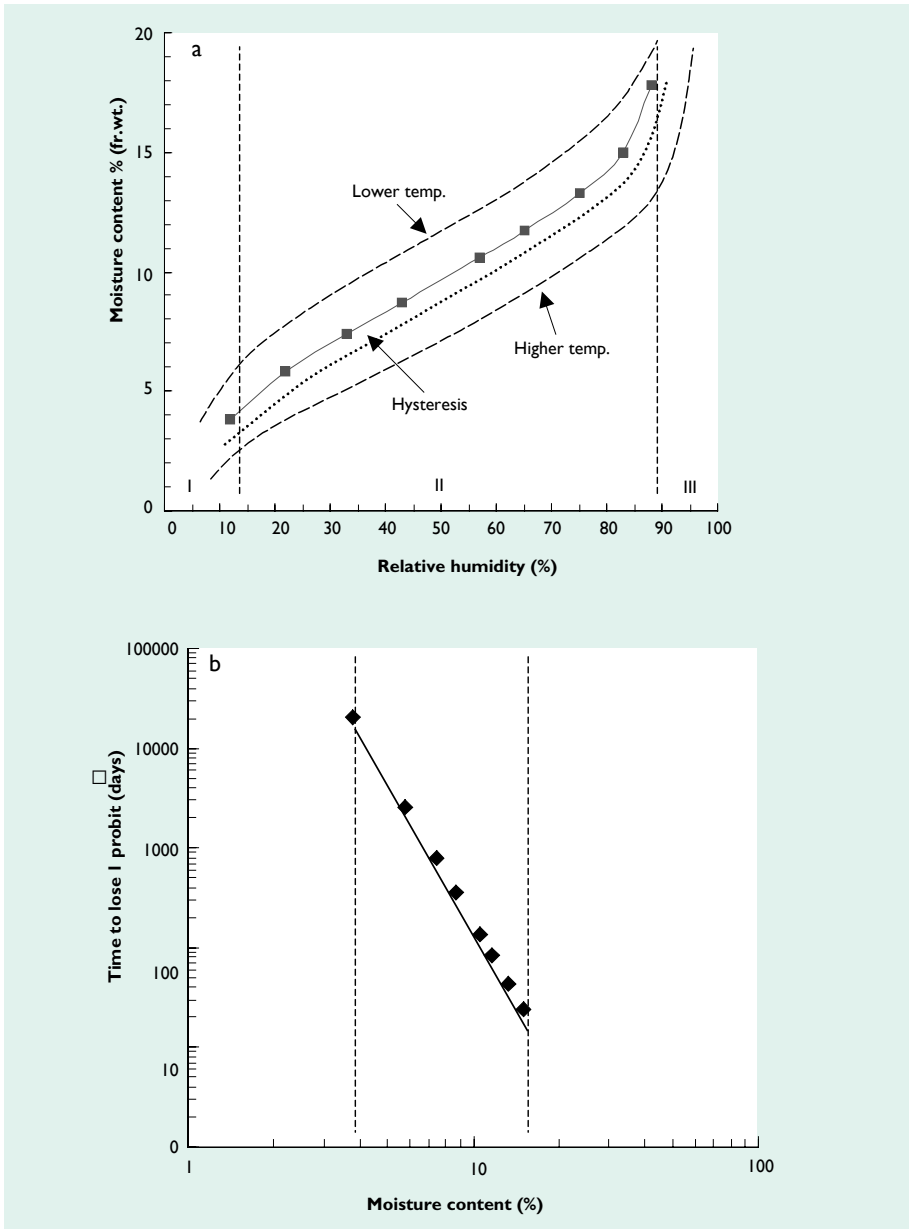 a
20
15
10
5
0
Moisture content % (fr.wt.)
Lower temp.
Higher temp.
Hysteresis
I
II
III
0 10 20 30 40 50 60 70 80 90 100
Relative humidity (%)
b
100000
10000
1000
100
10
0
Time to lose 1 probit (days)
1 10 100
Moisture content (%)